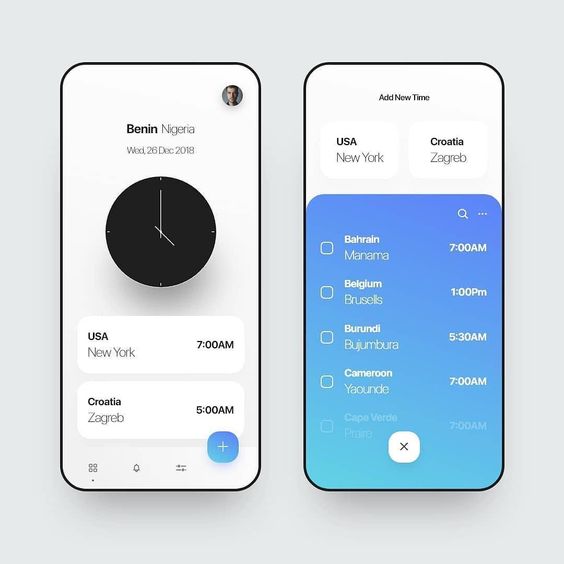 Benin Nigeria
Wed, 26 Dec 2018
USA
New York
7:00AM
Croatia
Zagreb
5:00AM
Add New Time
USA
New York
Croatia
Zagreb
Bahrain
Manama
7:00AM
Belgium
Brusells
1:00Pm
Burundi
Bujumbura
5:30AM
Cameroon
Yaounde
7:00AM
Cape Verde
Praire
7:00AM